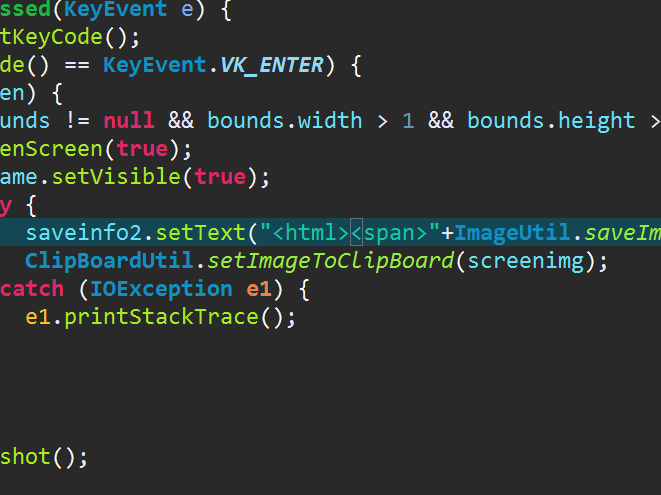 ssed(KeyEvent e) {
tKeyCode();
de() == KeyEvent.VK_ENTER) {
en) {
unds != null && bounds.width > 1 && bounds.height >
enScreen(true);
ame.setVisible(true);
y {
saveinfo2.setText("<html><span>"+ImageUtil.saveIm
ClipBoardUtil.setImageToClipBoard(screenimg);
catch (IOException e1) {
e1.printStackTrace();
shot();